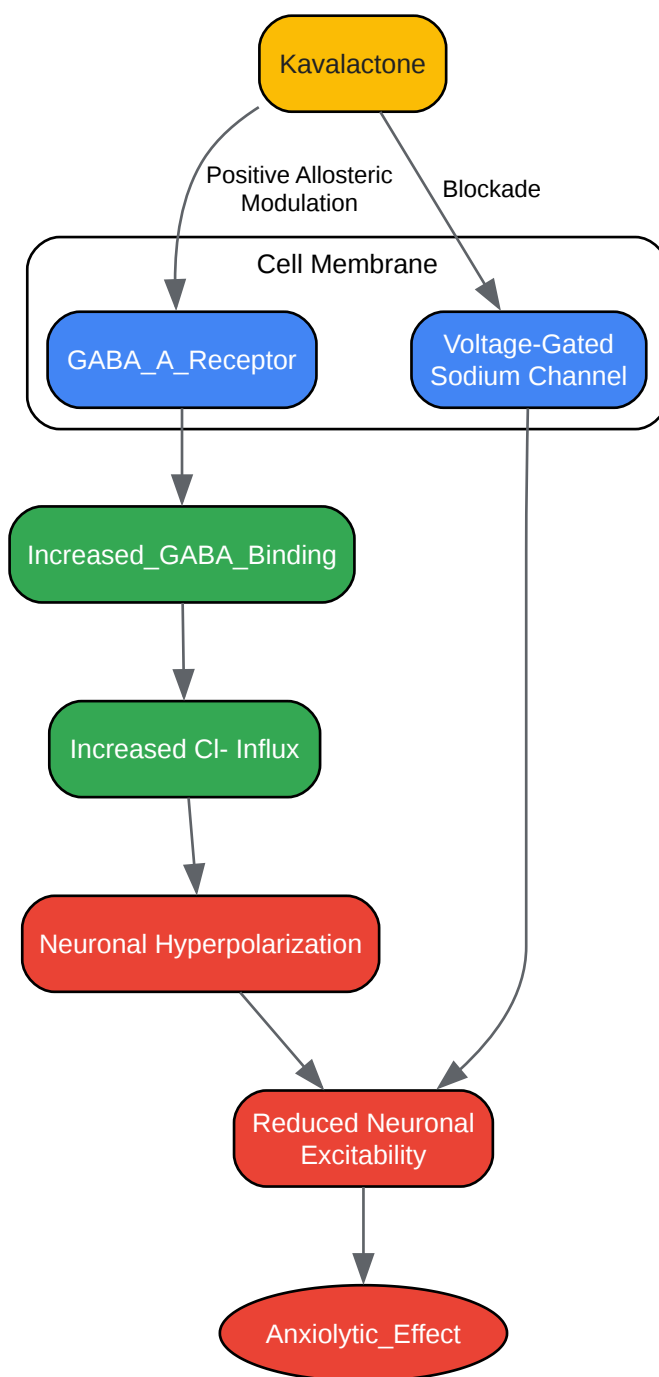 Kavalactone
Positive Allosteric
Modulation
Blockade
Cell Membrane
GABA_A_Receptor
Voltage-Gated
Sodium Channel
Increased_GABA_Binding
Increased Cl- Influx
Neuronal Hyperpolarization
Reduced Neuronal
Excitability
Anxiolytic_Effect